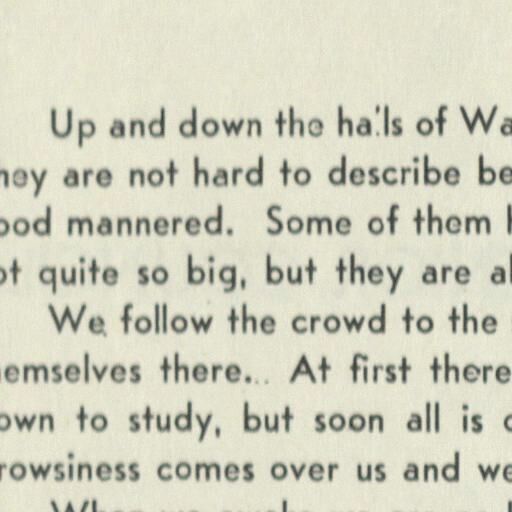 Up and down the halls of Wa
hey are not hard to describe be
ood mannered. Some of them h
ot quite so big, but they are al
We follow the crowd to the
emselves there... At first there
own to study, but soon all is
rowsiness comes over us and we